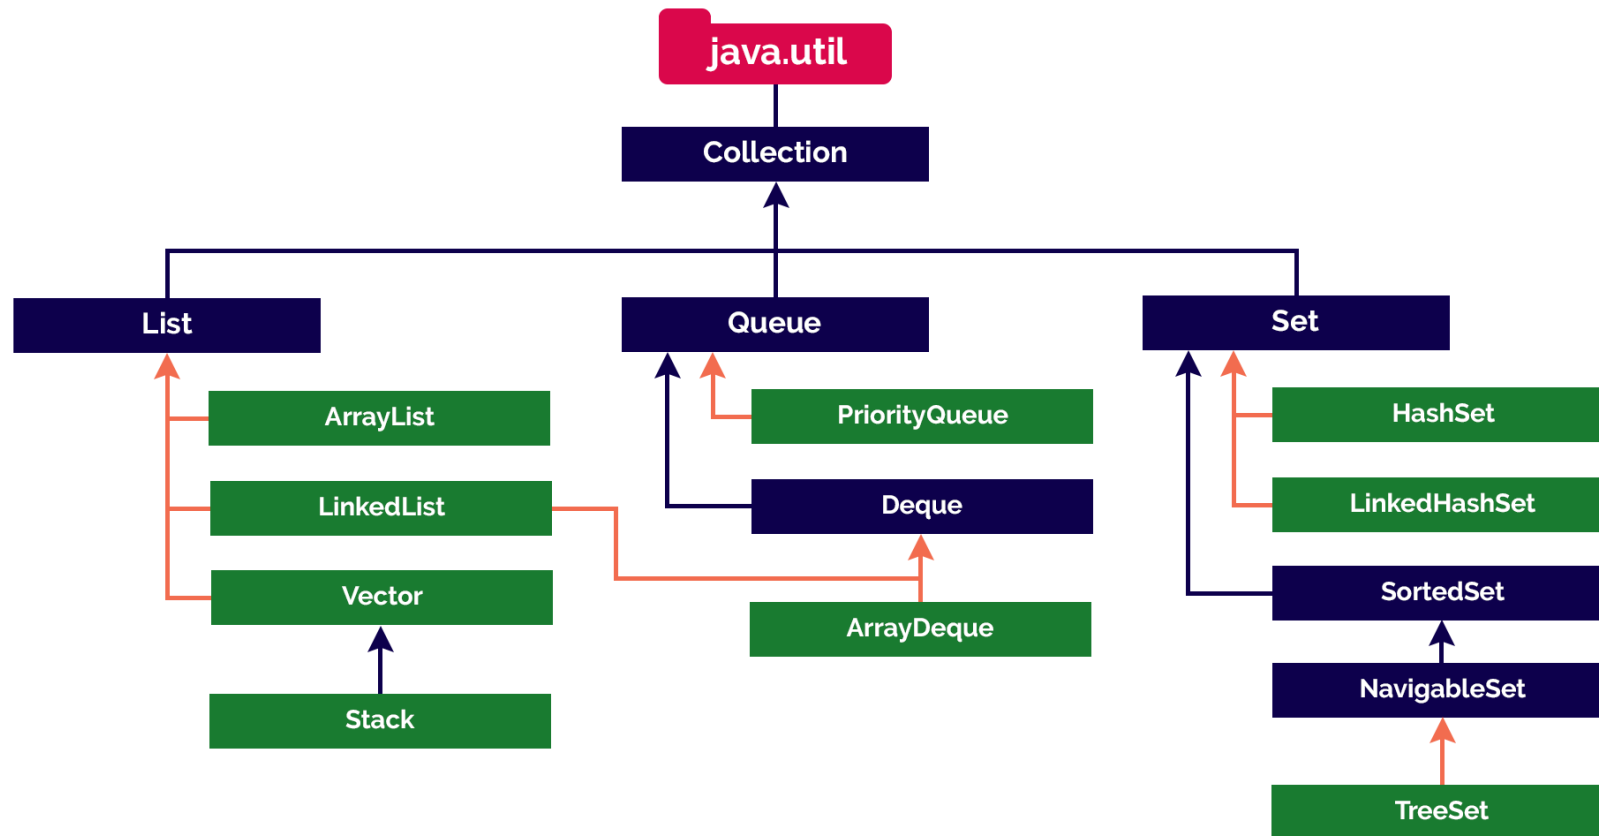 java.util
Collection
List
Queue
Set
ArrayList
PriorityQueue
HashSet
LinkedList
Deque
LinkedHashSet
Vector
ArrayDeque
SortedSet
Stack
NavigableSet
TreeSet